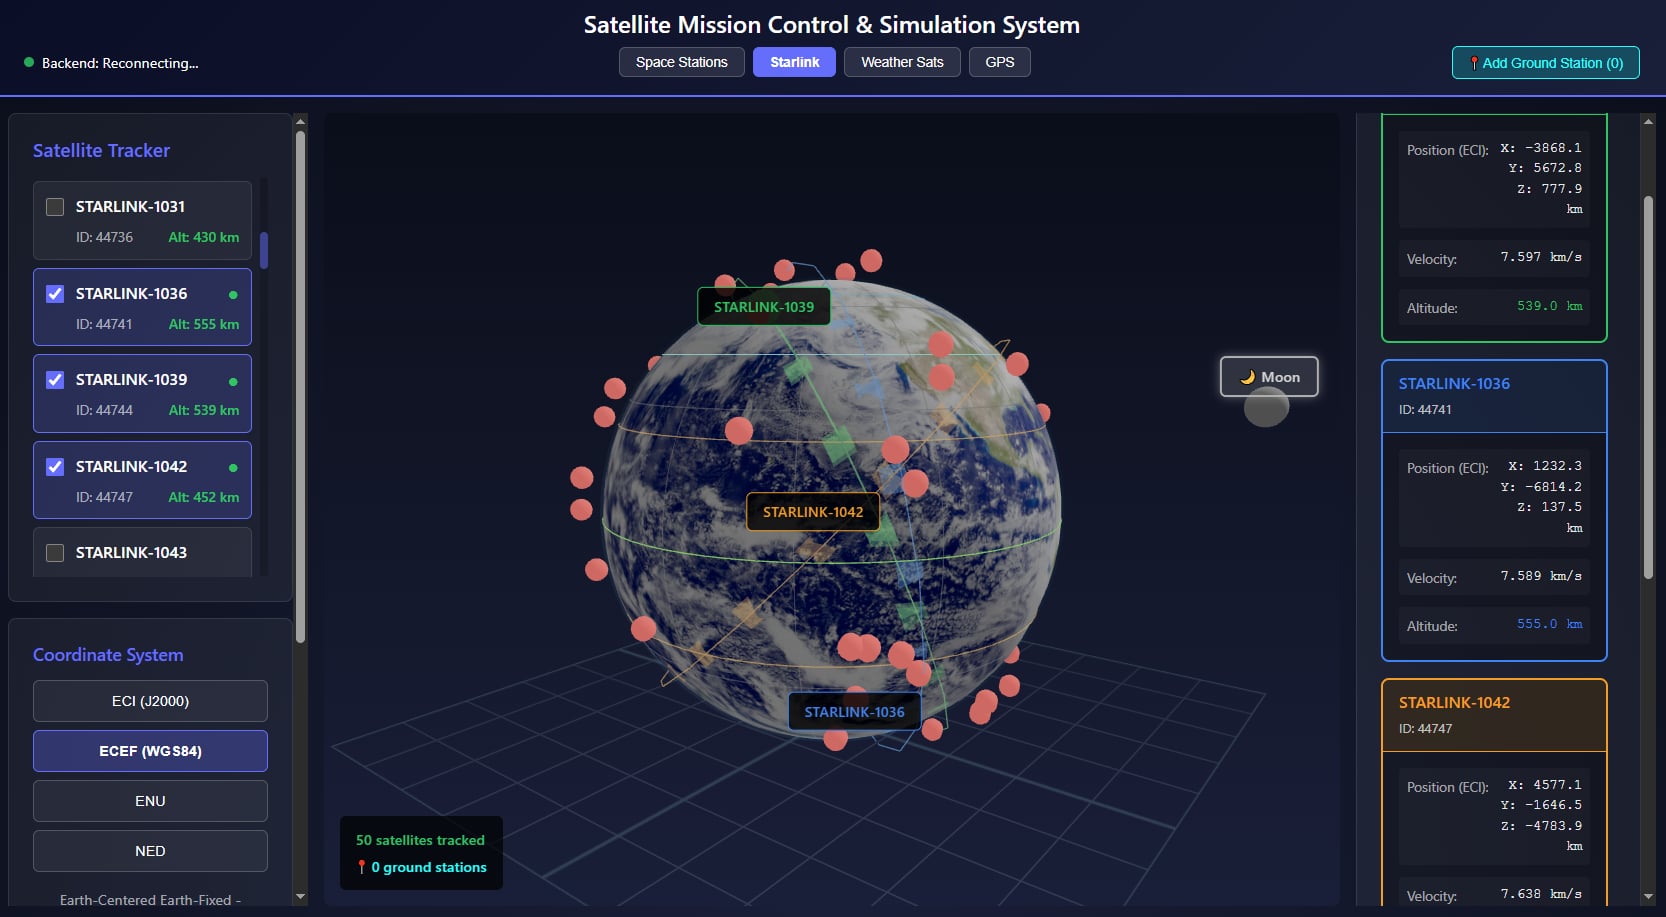 Satellite Mission Control & Simulation System
Backend: Reconnecting...
Space Stations
Starlink
Weather Sats
GPS
Add Ground Station (0)
Satellite Tracker
STARLINK-1031
ID: 44736 Alt: 430 km
STARLINK-1036
ID: 44741 Alt: 555 km
STARLINK-1039
ID: 44744 Alt: 539 km
STARLINK-1042
ID: 44747 Alt: 452 km
STARLINK-1043
Coordinate System
ECI (J2000)
ECEF (WGS84)
ENU
NED
Earth-Centered Earth-Fixed -
STARLINK-1039
Moon
STARLINK-1042
STARLINK-1036
50 satellites tracked
0 ground stations
Position (ECI): X: -3868.1
Y: 5672.8
Z: 777.9
km
Velocity: 7.597 km/s
Altitude: 539.0 km
STARLINK-1036
ID: 44741
Position (ECI): X: 1232.3
Y: -6814.2
Z: 137.5
km
Velocity: 7.589 km/s
Altitude: 555.0 km
STARLINK-1042
ID: 44747
Position (ECI): X: 4577.1
Y: -1646.5
Z: -4783.9
km
Velocity: 7.638 km/s